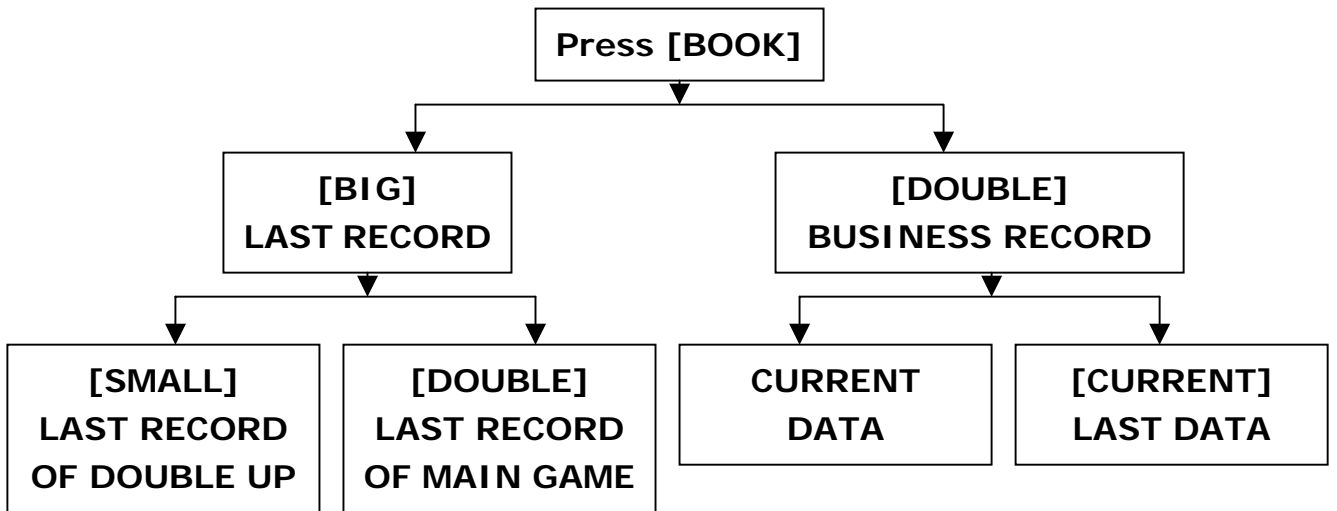 Press [BOOK]
[BIG]
LAST RECORD
[DOUBLE]
BUSINESS RECORD
[SMALL]
LAST RECORD
OF DOUBLE UP
[DOUBLE]
LAST RECORD
OF MAIN GAME
CURRENT
DATA
[CURRENT]
LAST DATA